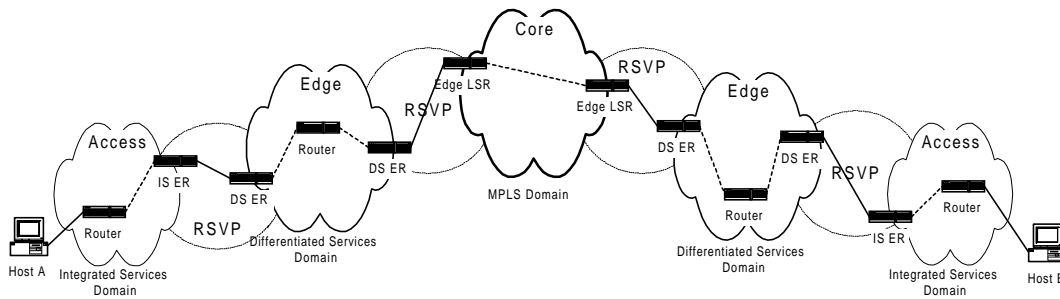 Core
RSVP
Edge LSR
Edge
RSVP
Edge LSR
Edge
Access
Router
DS ER
DS ER
DS ER
Access
IS ER
DS ER
MPLS Domain
RSVP
Router
Router
RSVP
Router
IS ER
Host A
Integrated Services
Domain
Differentiated Services
Domain
Differentiated Services
Domain
Integrated Services
Domain
Host